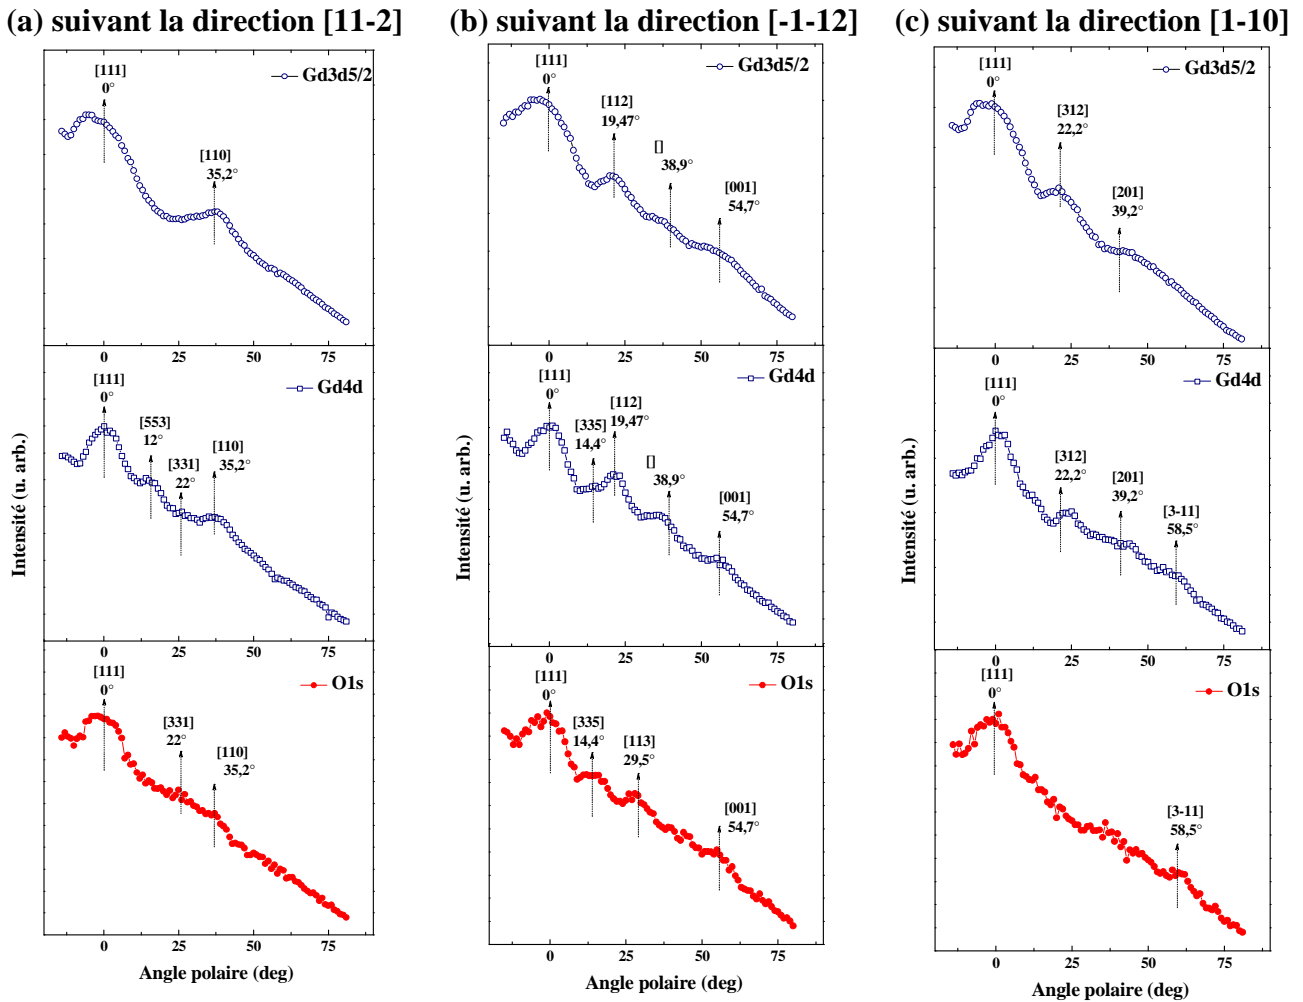 (a) suivant la direction [11-2]
[111]
0°
Gd3d5/2
[110]
35,2°
0 25 50 75
[111]
0°
Gd4d
[553]
12°
[331]
22°
[110]
35,2°
0 25 50 75
[111]
0°
O1s
[331]
22°
[110]
35,2°
0 25 50 75
Angle polaire (deg)
Intensité (u. arb.)
(b) suivant la direction [-1-12]
[111]
0°
Gd3d5/2
[112]
19,47°
[]
38,9°
[001]
54,7°
0 25 50 75
[111]
0°
Gd4d
[335]
14,4°
[112]
19,47°
[]
38,9°
[001]
54,7°
0 25 50 75
[111]
0°
O1s
[335]
14,4°
[113]
29,5°
[001]
54,7°
0 25 50 75
Angle polaire (deg)
Intensité (u. arb.)
(c) suivant la direction [1-10]
[111]
0°
Gd3d5/2
[312]
22,2°
[201]
39,2°
0 25 50 75
[111]
0°
Gd4d
[312]
22,2°
[201]
39,2°
[3-11]
58,5°
0 25 50 75
[111]
0°
O1s
[3-11]
58,5°
0 25 50 75
Angle polaire (deg)
Intensité (u. arb.)